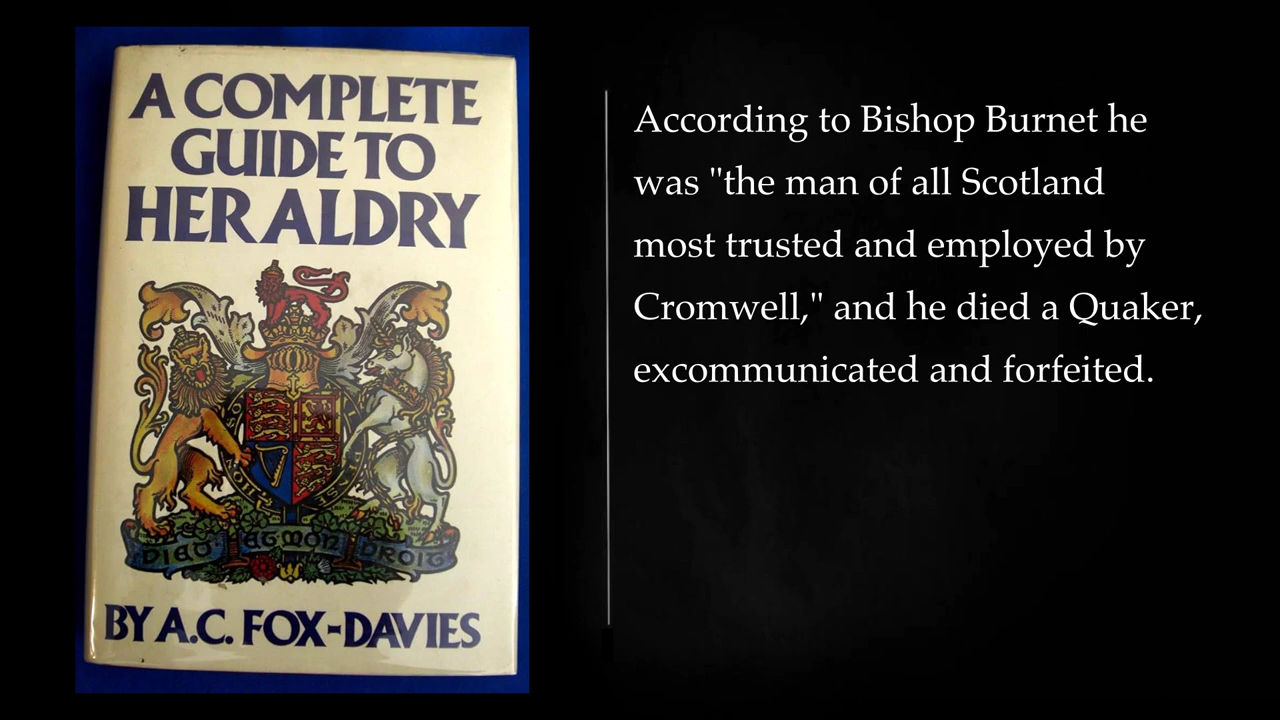 A COMPLETE
GUIDE TO
HERALDRY
DIEU ET MON DROIT
BY A.C. FOX-DAVIES
According to Bishop Burnet he
was "the man of all Scotland
most trusted and employed by
Cromwell," and he died a Quaker,
excommunicated and forfeited.